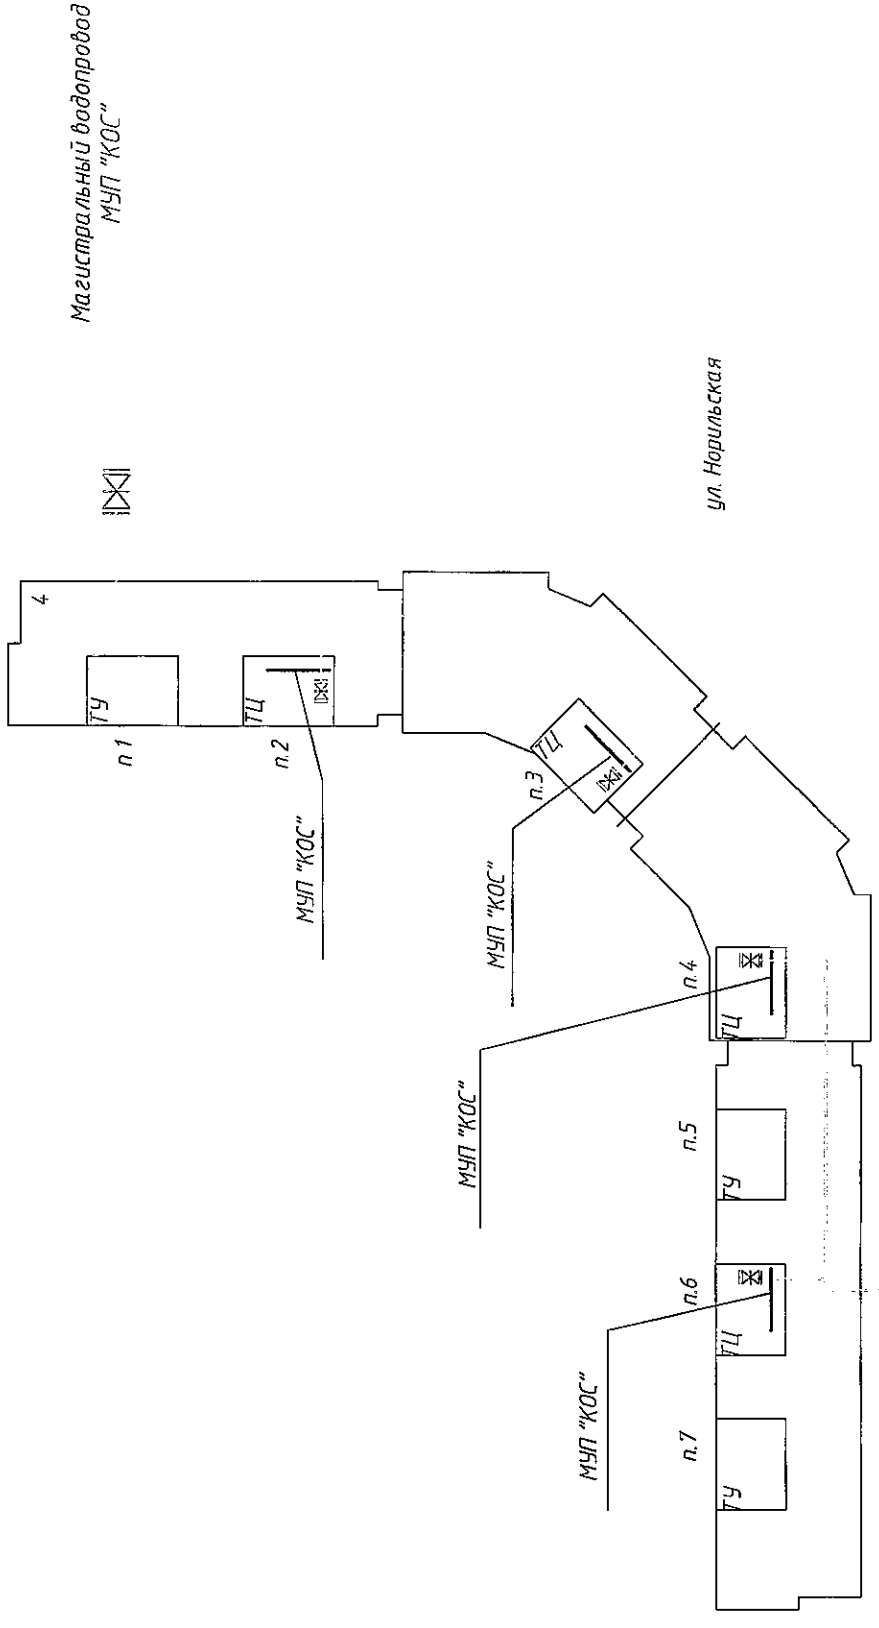 Магистральный водопровод
МУП "КОС"
ул. Норильская
4
ТУ
п 1
ТЦ
п.2
МУП "КОС"
ТЦ
п.3
МУП "КОС"
п.4
ТЦ
МУП "КОС"
п.5
ТУ
п.6
ТЦ
МУП "КОС"
п.7
ТУ